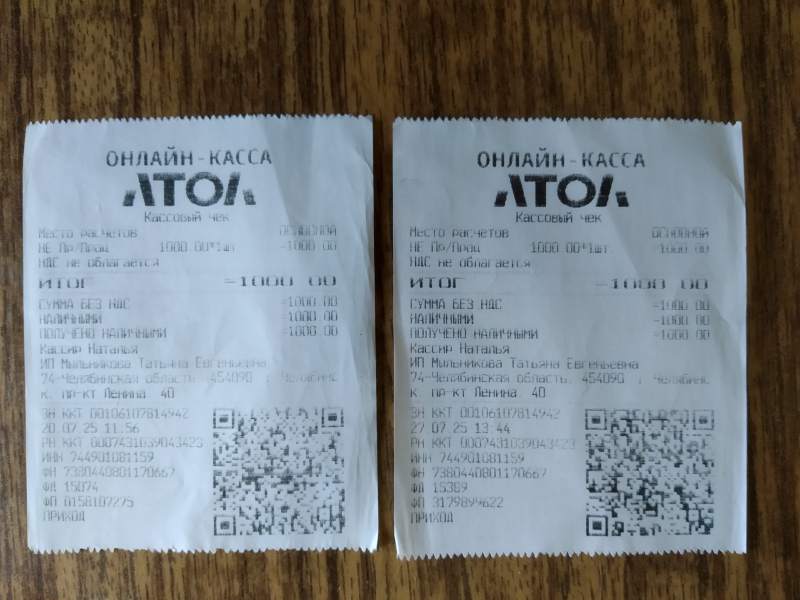 ОНЛАЙН-КАССА
АТОЛ
Кассовый чек
Место расчетов ОСНОВНОЙ
НЕ Пр/Прод 1000.00*1шт =1000.00
НДС не облагается
ИТОГ =1000.00
СУММА БЕЗ НДС =1000.00
НАЛИЧНЫМИ =1000.00
ПОЛУЧЕНО НАЛИЧНЫМИ =1000.00
Кассир Наталья
ИП Мыльникова Татьяна Евгеньевна
74-Челябинская область, 454090, , Челябинс
к, пр-кт Ленина, 40
ЗН ККТ 00106107814942
20.07.25 11:56
РН ККТ 0007431039043423
ИНН 744901081159
ФН 7380440801170667
ФД 15074
ФП 0158107275
ПРИХОД
ОНЛАЙН-КАССА
АТОЛ
Кассовый чек
Место расчетов ОСНОВНОЙ
НЕ Пр/Прод 1000.00*1шт =1000.00
НДС не облагается
ИТОГ =1000.00
СУММА БЕЗ НДС =1000.00
НАЛИЧНЫМИ =1000.00
ПОЛУЧЕНО НАЛИЧНЫМИ =1000.00
Кассир Наталья
ИП Мыльникова Татьяна Евгеньевна
74-Челябинская область, 454090, , Челябинс
к, пр-кт Ленина, 40
ЗН ККТ 00106107814942
27.07.25 13:44
РН ККТ 0007431039043423
ИНН 744901081159
ФН 7380440801170667
ФД 15389
ФП 3179899622
ПРИХОД